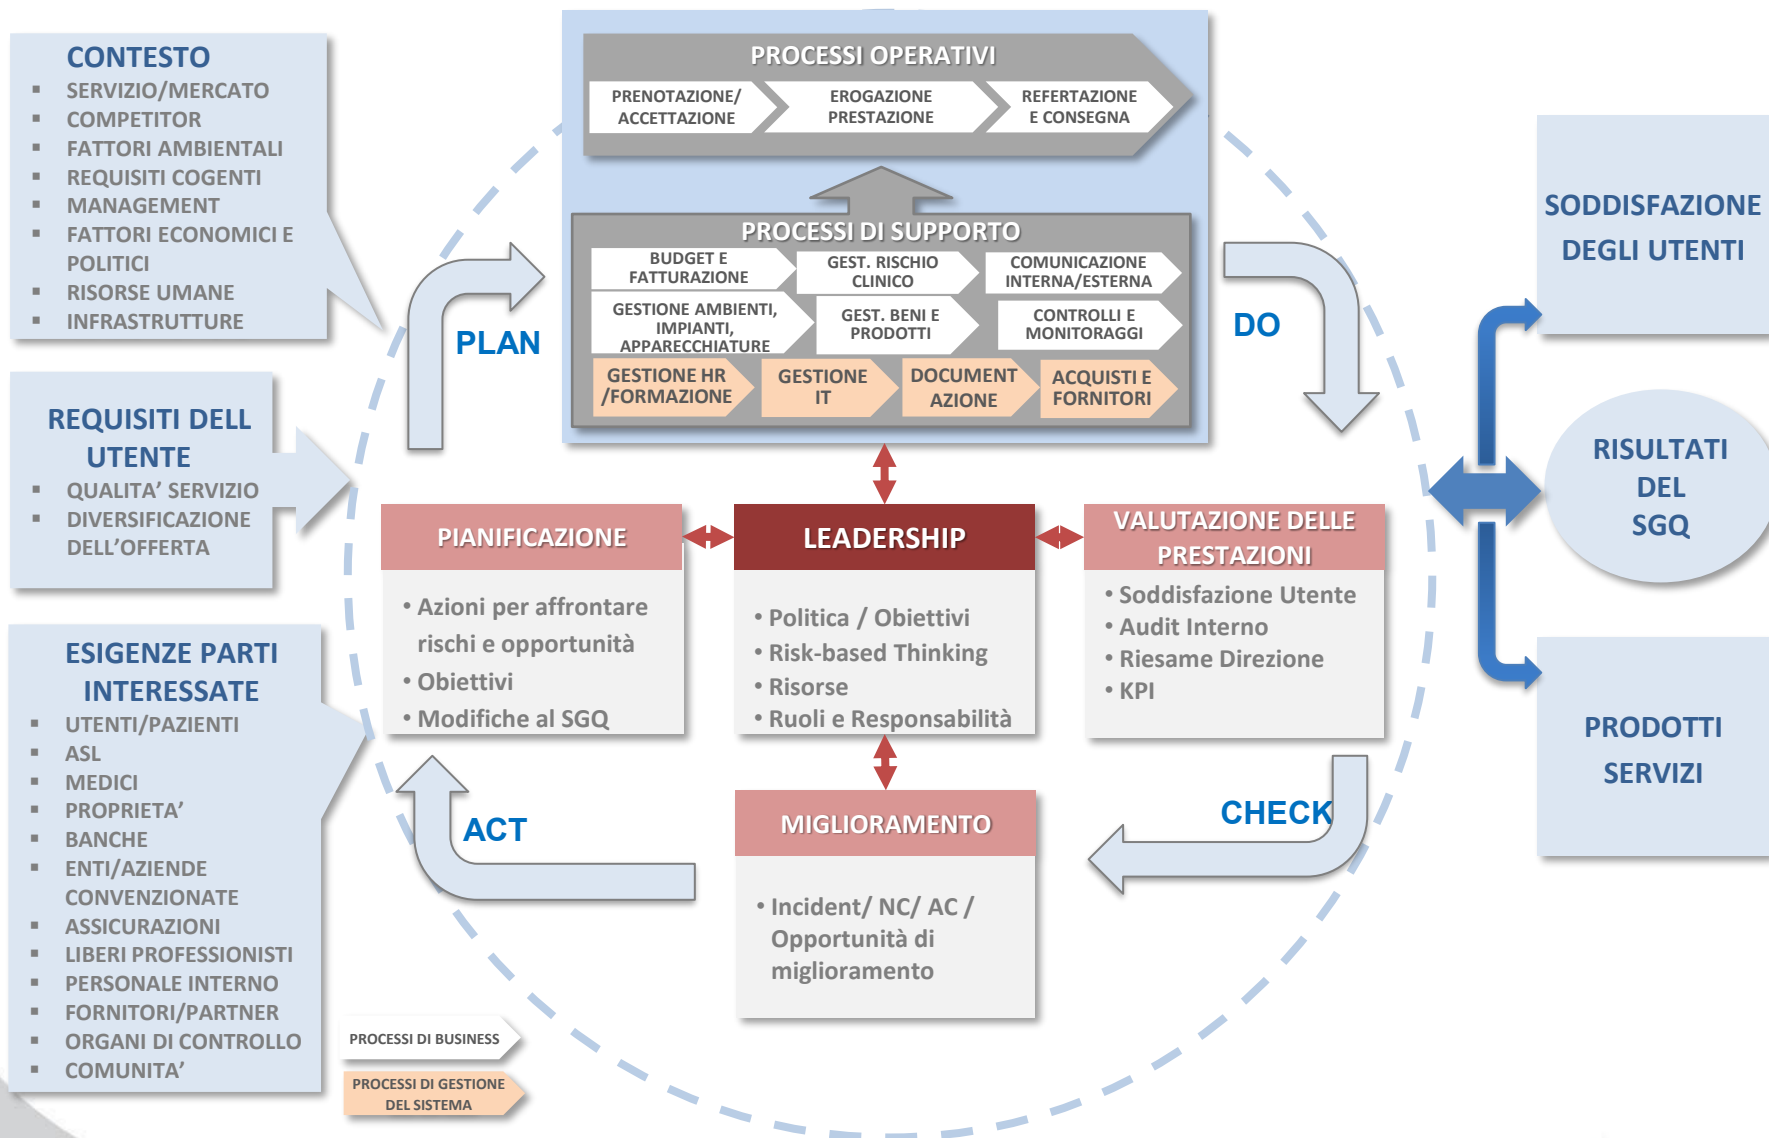 CONTESTO
▪ SERVIZIO/MERCATO
▪ COMPETITOR
▪ FATTORI AMBIENTALI
▪ REQUISITI COGENTI
▪ MANAGEMENT
▪ FATTORI ECONOMICI E
POLITICI
▪ RISORSE UMANE
▪ INFRASTRUTTURE
REQUISITI DELL
UTENTE
▪ QUALITA’ SERVIZIO
▪ DIVERSIFICAZIONE
DELL’OFFERTA
ESIGENZE PARTI
INTERESSATE
▪ UTENTI/PAZIENTI
▪ ASL
▪ MEDICI
▪ PROPRIETA’
▪ BANCHE
▪ ENTI/AZIENDE
CONVENZIONATE
▪ ASSICURAZIONI
▪ LIBERI PROFESSIONISTI
▪ PERSONALE INTERNO
▪ FORNITORI/PARTNER
▪ ORGANI DI CONTROLLO
▪ COMUNITA’
PROCESSI OPERATIVI
PRENOTAZIONE/
ACCETTAZIONE
EROGAZIONE
PRESTAZIONE
REFERTAZIONE
E CONSEGNA
PROCESSI DI SUPPORTO
BUDGET E
FATTURAZIONE
GEST. RISCHIO
CLINICO
COMUNICAZIONE
INTERNA/ESTERNA
GESTIONE AMBIENTI,
IMPIANTI,
APPARECCHIATURE
GEST. BENI E
PRODOTTI
CONTROLLI E
MONITORAGGI
GESTIONE HR
/FORMAZIONE
GESTIONE
IT
DOCUMENT
AZIONE
ACQUISTI E
FORNITORI
PLAN
DO
PIANIFICAZIONE
• Azioni per affrontare
rischi e opportunità
• Obiettivi
• Modifiche al SGQ
LEADERSHIP
• Politica / Obiettivi
• Risk-based Thinking
• Risorse
• Ruoli e Responsabilità
VALUTAZIONE DELLE
PRESTAZIONI
• Soddisfazione Utente
• Audit Interno
• Riesame Direzione
• KPI
ACT
CHECK
MIGLIORAMENTO
• Incident/ NC/ AC /
Opportunità di
miglioramento
PROCESSI DI BUSINESS
PROCESSI DI GESTIONE
DEL SISTEMA
SODDISFAZIONE
DEGLI UTENTI
RISULTATI
DEL
SGQ
PRODOTTI
SERVIZI